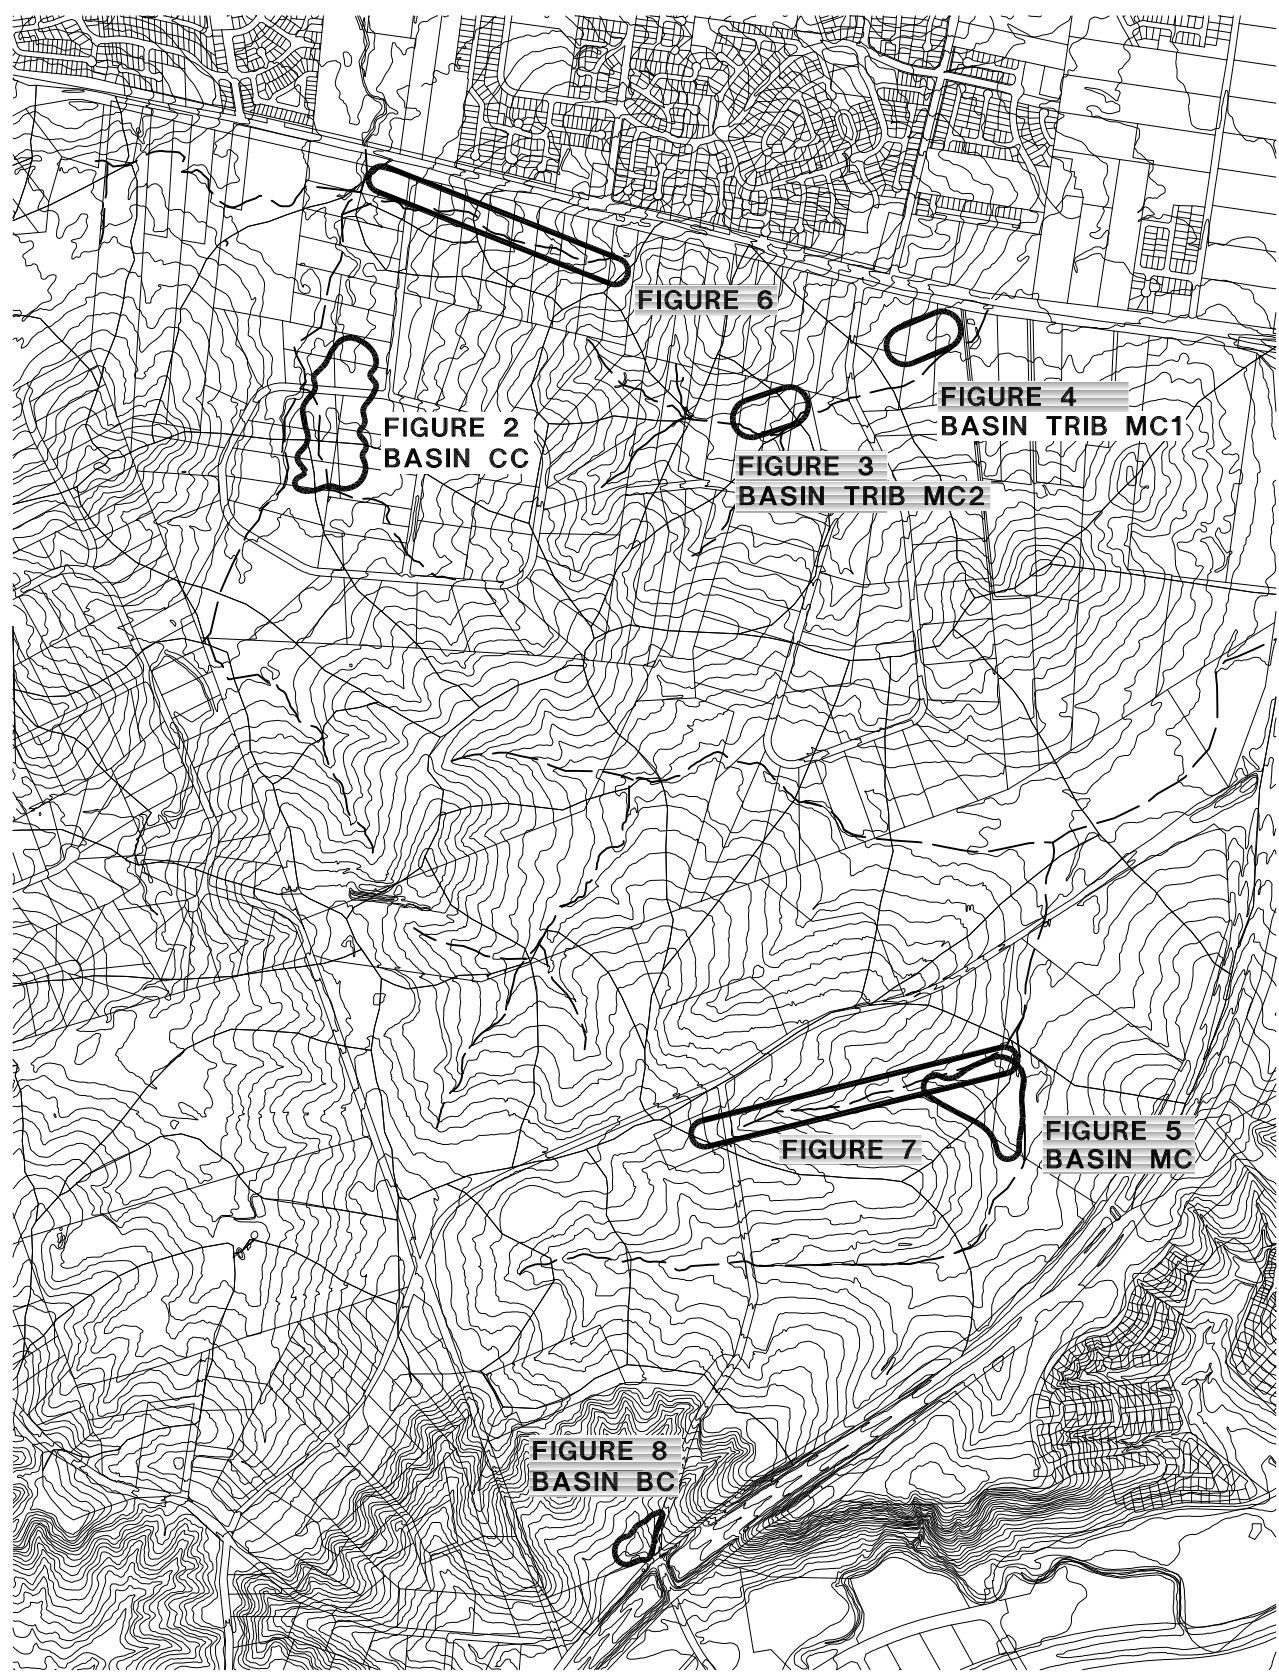 FIGURE 6
FIGURE 4
BASIN TRIB MC1
FIGURE 2
BASIN CC
FIGURE 3
BASIN TRIB MC2
FIGURE 7
FIGURE 5
BASIN MC
FIGURE 8
BASIN BC